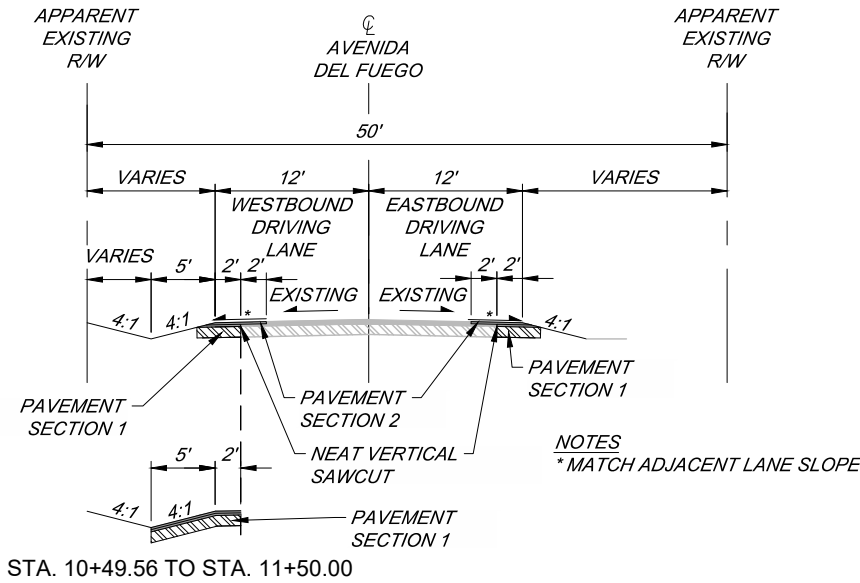 APPARENT
EXISTING
R/W
℄
AVENIDA
DEL FUEGO
APPARENT
EXISTING
R/W
50'
VARIES
12'
12'
VARIES
WESTBOUND
DRIVING
LANE
EASTBOUND
DRIVING
LANE
VARIES
5'
2'
2'
2'
2'
EXISTING
EXISTING
*
*
4:1
4:1
4:1
PAVEMENT
SECTION 1
PAVEMENT
SECTION 2
PAVEMENT
SECTION 1
NEAT VERTICAL
SAWCUT
NOTES
* MATCH ADJACENT LANE SLOPE
5'
2'
4:1
4:1
PAVEMENT
SECTION 1
STA. 10+49.56 TO STA. 11+50.00